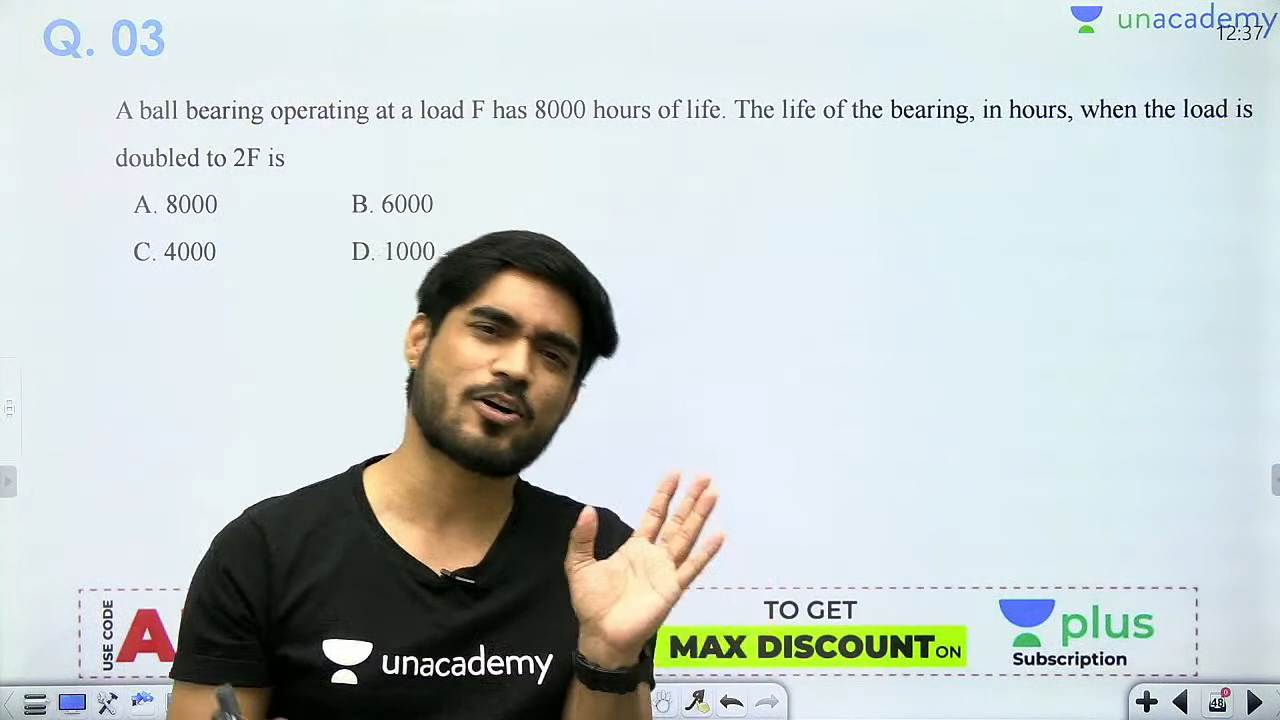 Q. 03
unacademy
12:37
A ball bearing operating at a load F has 8000 hours of life. The life of the bearing, in hours, when the load is
doubled to 2F is
A. 8000
B. 6000
C. 4000
D. 1000
USE CODE
A
TO GET
MAX DISCOUNT ON
plus
Subscription
unacademy
48
0